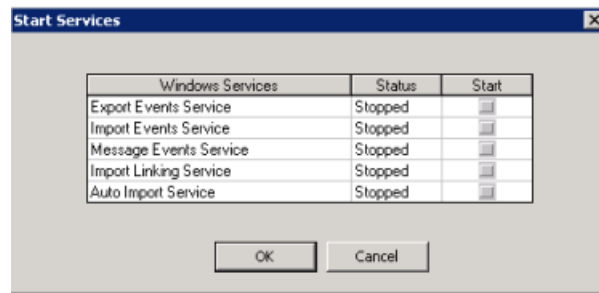 Start Services
Windows Services Status Start
Export Events Service Stopped
Import Events Service Stopped
Message Events Service Stopped
Import Linking Service Stopped
Auto Import Service Stopped
OK Cancel